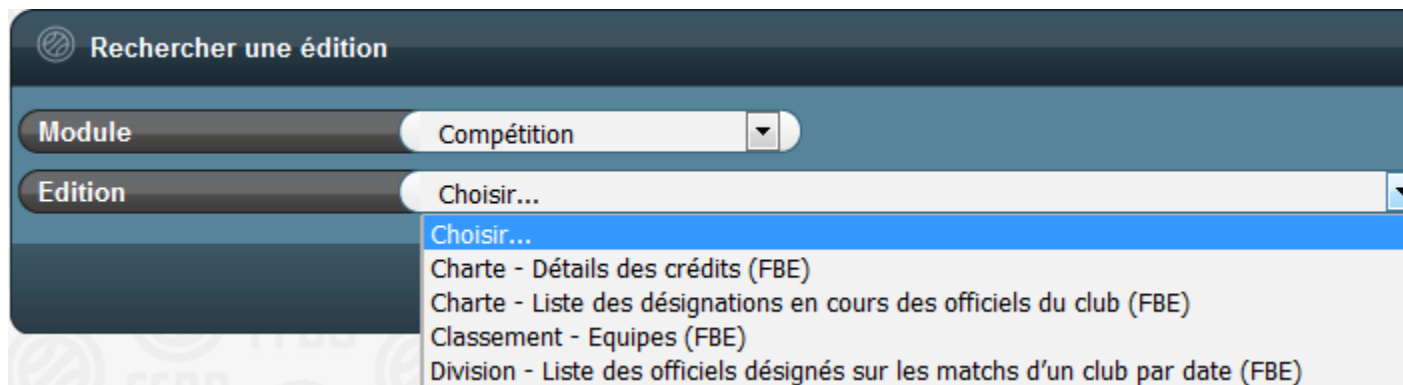 Rechercher une édition
Module Compétition
Edition Choisir...
Choisir...
Charte - Détails des crédits (FBE)
Charte - Liste des désignations en cours des officiels du club (FBE)
Classement - Equipes (FBE)
Division - Liste des officiels désignés sur les matchs d’un club par date (FBE)